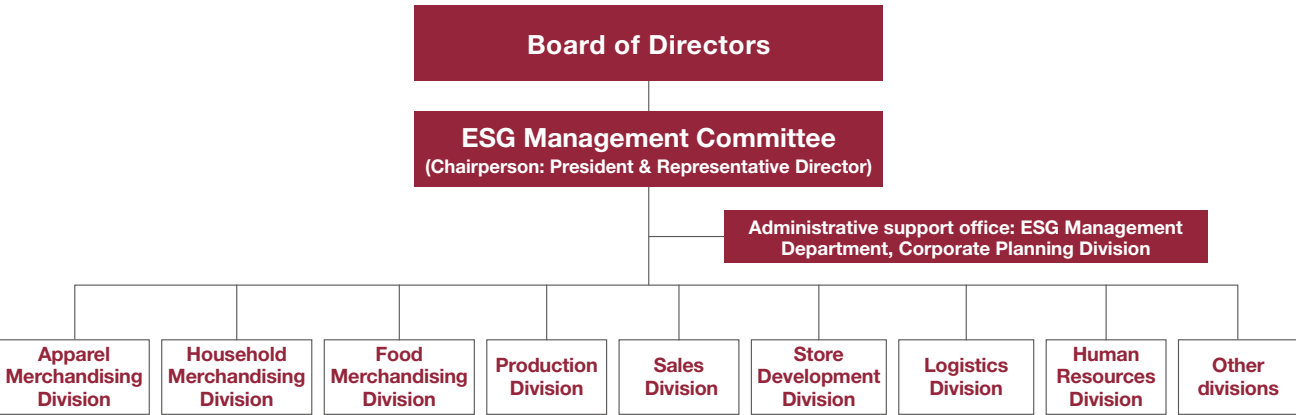 Board of Directors
ESG Management Committee
(Chairperson: President & Representative Director)
Administrative support office: ESG Management
Department, Corporate Planning Division
Apparel
Merchandising
Division
Household
Merchandising
Division
Food
Merchandising
Division
Production
Division
Sales
Division
Store
Development
Division
Logistics
Division
Human
Resources
Division
Other
divisions